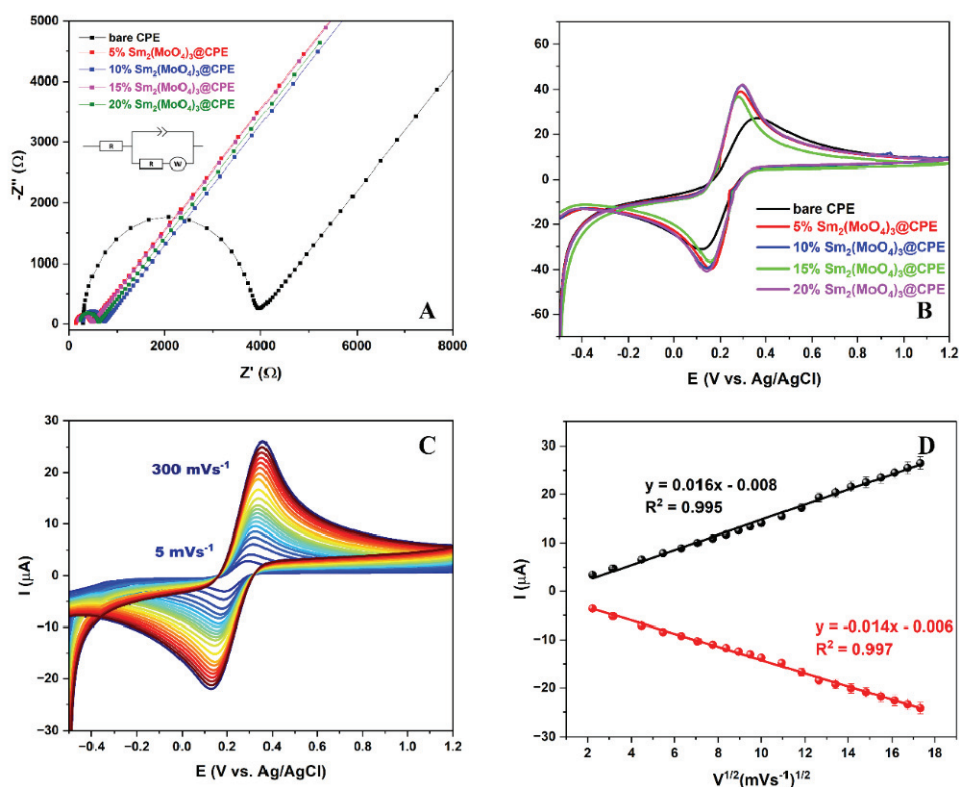 5000
4000
3000
2000
1000
0
-Z'' (Ω)
bare CPE
5% Sm₂(MoO₄)₃@CPE
10% Sm₂(MoO₄)₃@CPE
15% Sm₂(MoO₄)₃@CPE
20% Sm₂(MoO₄)₃@CPE
R
R
W
A
0 2000 4000 6000 8000
Z' (Ω)
60
40
20
0
-20
-40
-60
I (μA)
B
bare CPE
5% Sm₂(MoO₄)₃@CPE
10% Sm₂(MoO₄)₃@CPE
15% Sm₂(MoO₄)₃@CPE
20% Sm₂(MoO₄)₃@CPE
-0.4 -0.2 0.0 0.2 0.4 0.6 0.8 1.0 1.2
E (V vs. Ag/AgCl)
30
20
10
0
-10
-20
-30
I (μA)
C
300 mVs⁻¹
5 mVs⁻¹
-0.4 -0.2 0.0 0.2 0.4 0.6 0.8 1.0 1.2
E (V vs. Ag/AgCl)
30
20
10
0
-10
-20
-30
I (μA)
D
y = 0.016x - 0.008
R² = 0.995
y = -0.014x - 0.006
R² = 0.997
2 4 6 8 10 12 14 16 18
V¹/²(mVs⁻¹)¹/²